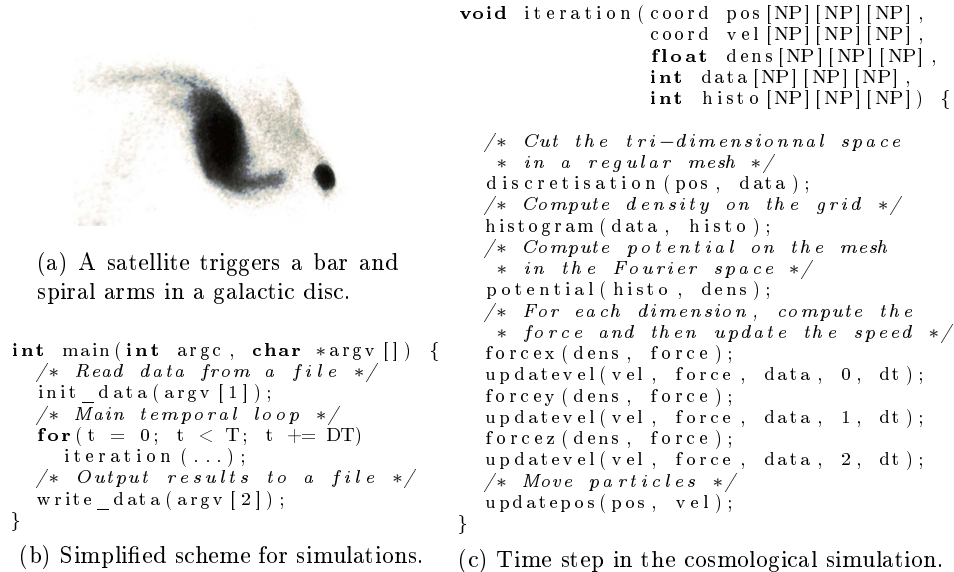 (a) A satellite triggers a bar and
spiral arms in a galactic disc.
int main(int argc, char *argv[]) {
/* Read data from a file */
init_data(argv[1]);
/* Main temporal loop */
for(t = 0; t < T; t += DT)
iteration(...);
/* Output results to a file */
write_data(argv[2]);
}
(b) Simplified scheme for simulations.
void iteration(coord pos[NP][NP][NP],
coord vel[NP][NP][NP],
float dens[NP][NP][NP],
int data[NP][NP][NP],
int histo[NP][NP][NP]) {
/* Cut the tri-dimensionnal space
* in a regular mesh */
discretisation(pos, data);
/* Compute density on the grid */
histogram(data, histo);
/* Compute potential on the mesh
* in the Fourier space */
potential(histo, dens);
/* For each dimension, compute the
* force and then update the speed */
forcex(dens, force);
updatevel(vel, force, data, 0, dt);
forcey(dens, force);
updatevel(vel, force, data, 1, dt);
forcez(dens, force);
updatevel(vel, force, data, 2, dt);
/* Move particles */
updatepos(pos, vel);
}
(c) Time step in the cosmological simulation.